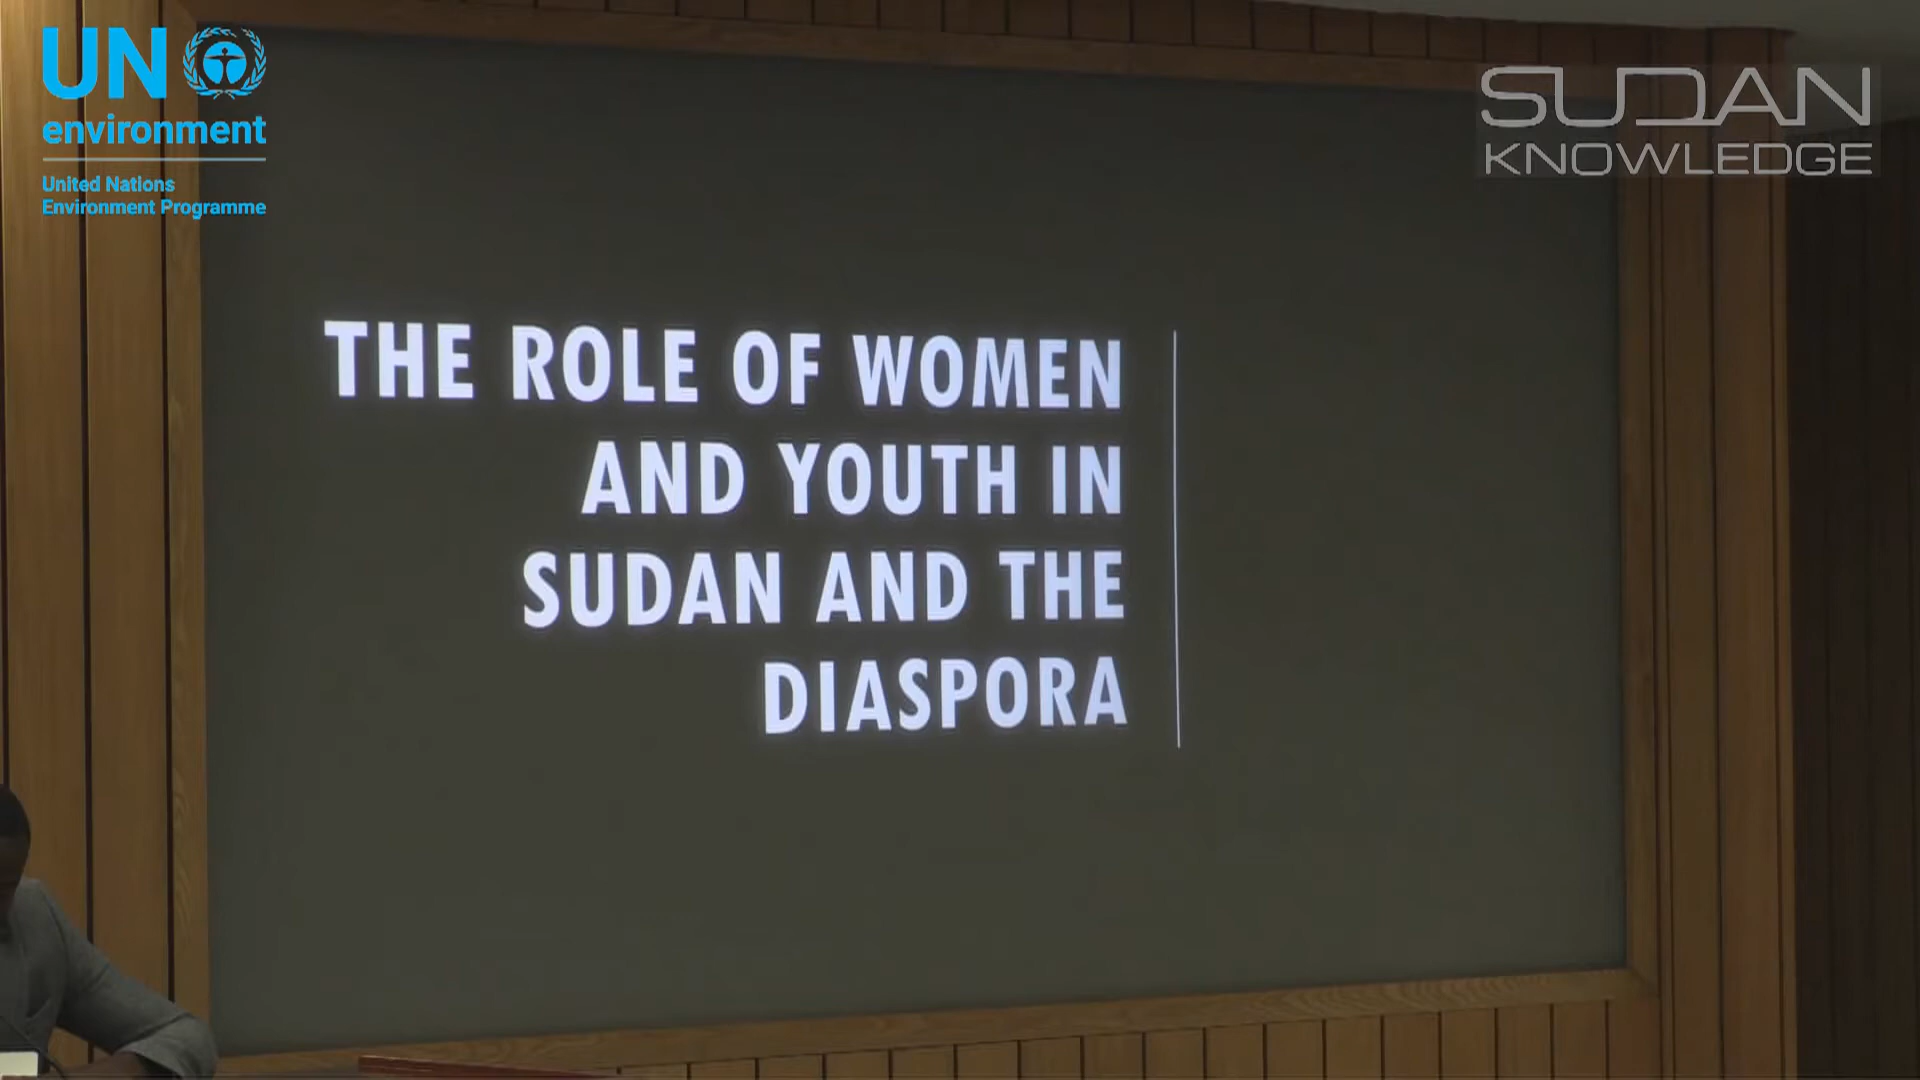 UN
environment
United Nations
Environment Programme
SUDAN
KNOWLEDGE
THE ROLE OF WOMEN
AND YOUTH IN
SUDAN AND THE
DIASPORA